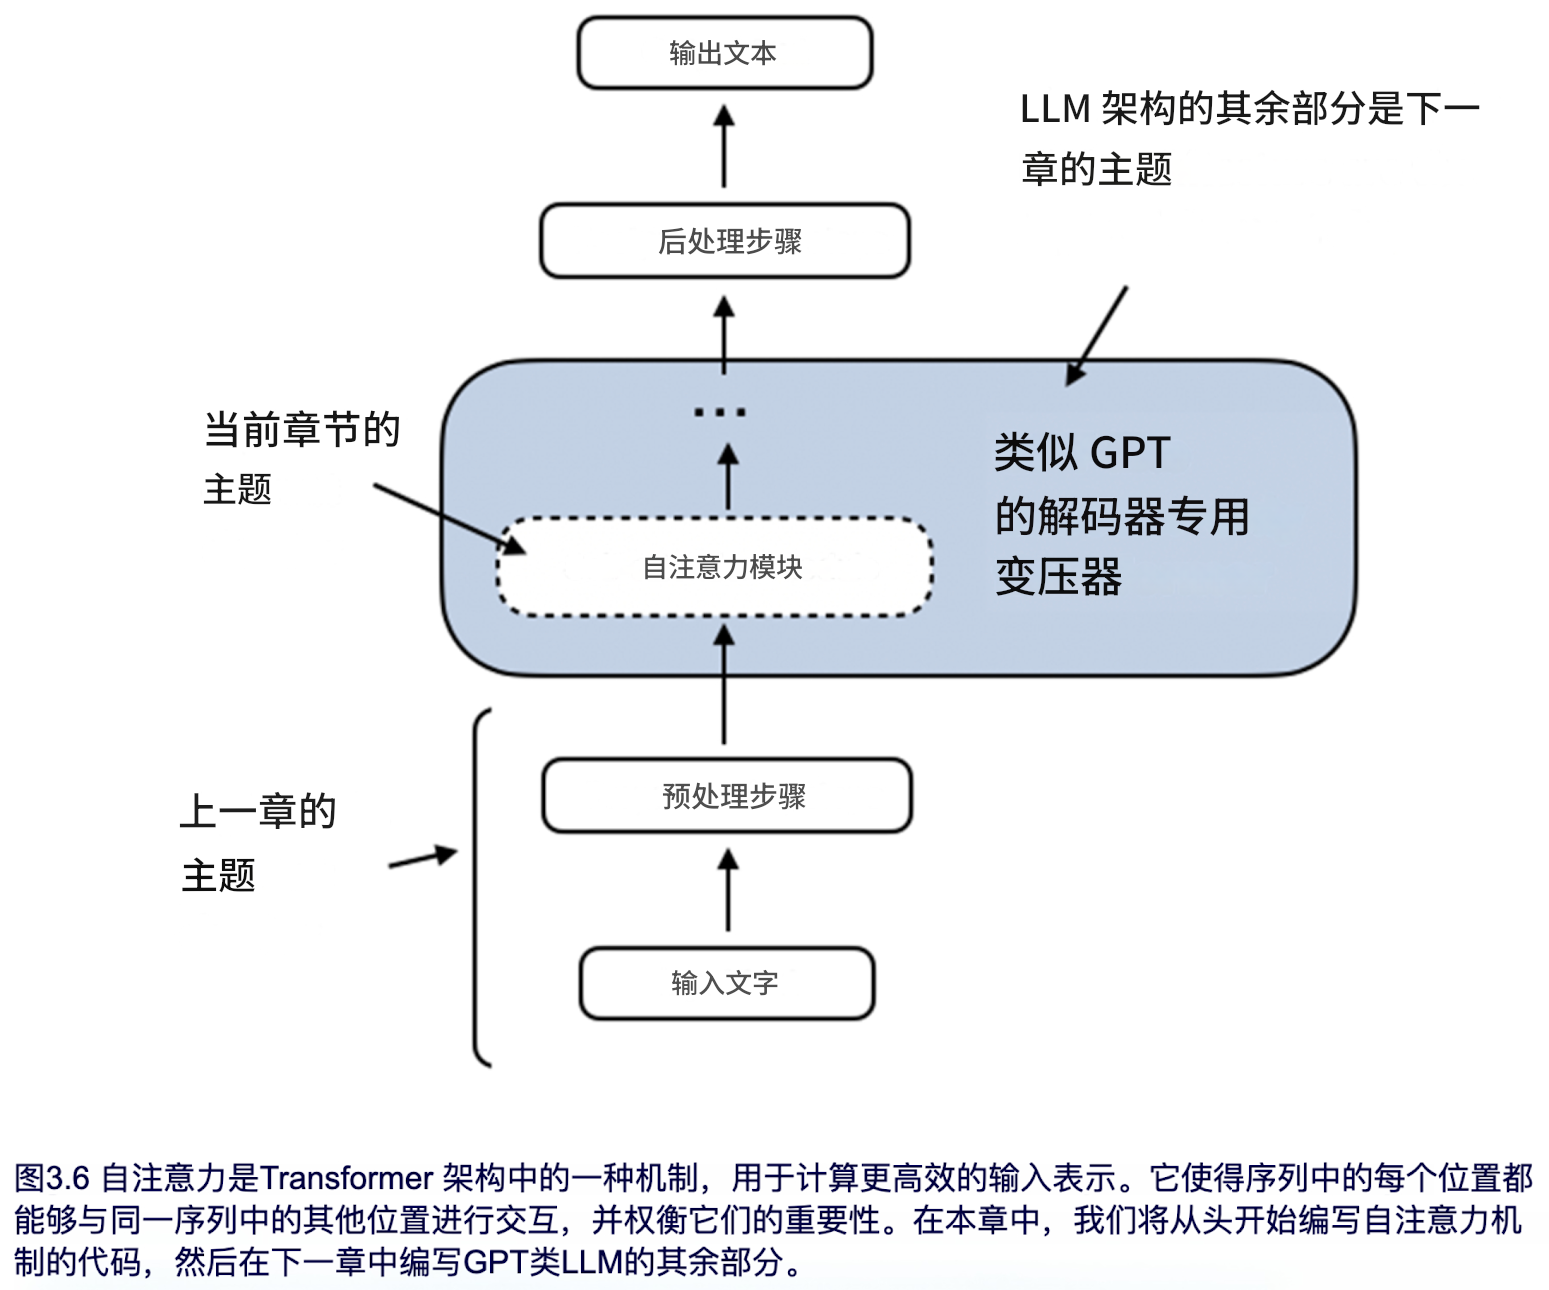 输出文本
LLM 架构的其余部分是下一
章的主题
后处理步骤
...
当前章节的
主题
类似 GPT
的解码器专用
变压器
自注意力模块
预处理步骤
上一章的
主题
输入文字
图3.6 自注意力是Transformer 架构中的一种机制，用于计算更高效的输入表示。它使得序列中的每个位置都
能够与同一序列中的其他位置进行交互，并权衡它们的重要性。在本章中，我们将从头开始编写自注意力机
制的代码，然后在下一章中编写GPT类LLM的其余部分。